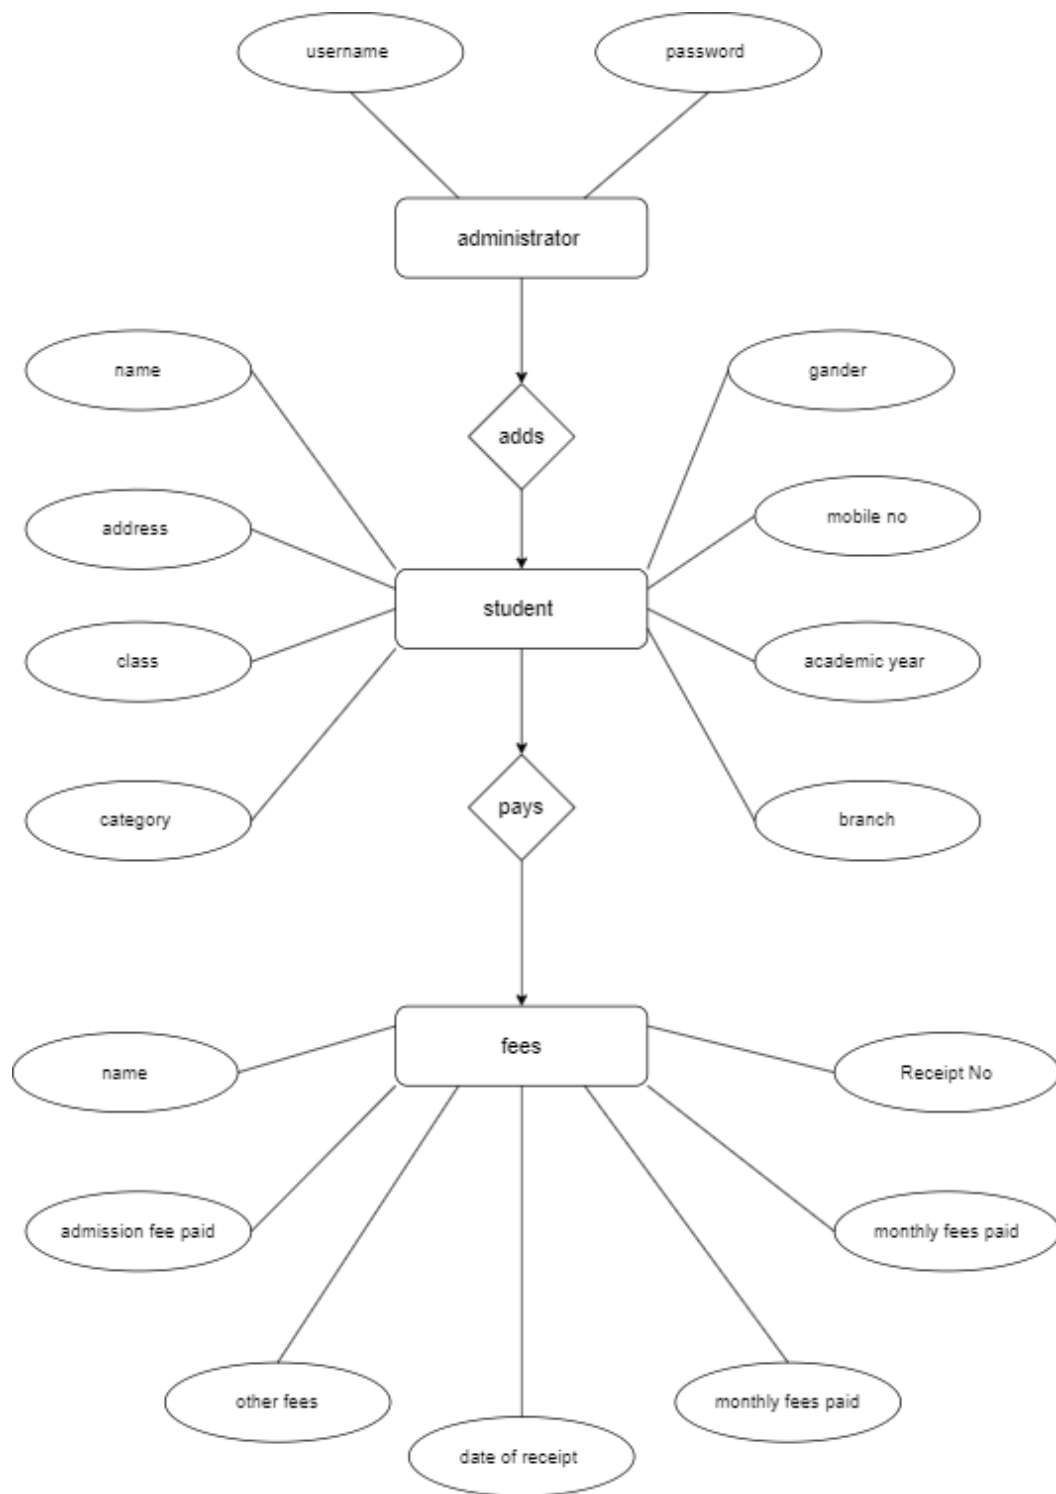 username
password
administrator
name
gander
adds
mobile no
address
student
class
academic year
category
pays
branch
fees
name
Receipt No
admission fee paid
monthly fees paid
other fees
monthly fees paid
date of receipt